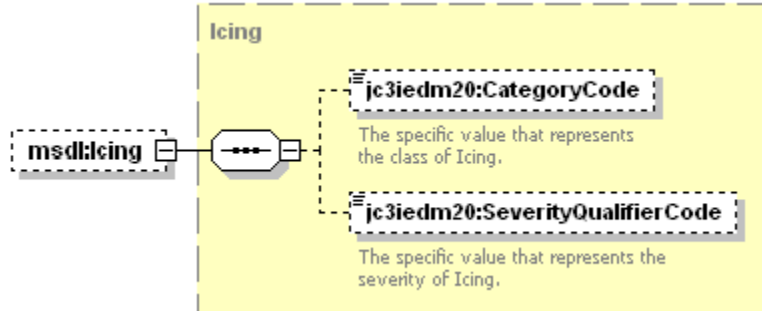 Icing
jc3iedm20:CategoryCode
The specific value that represents
the class of Icing.
msdl:Icing
jc3iedm20:SeverityQualifierCode
The specific value that represents the
severity of Icing.